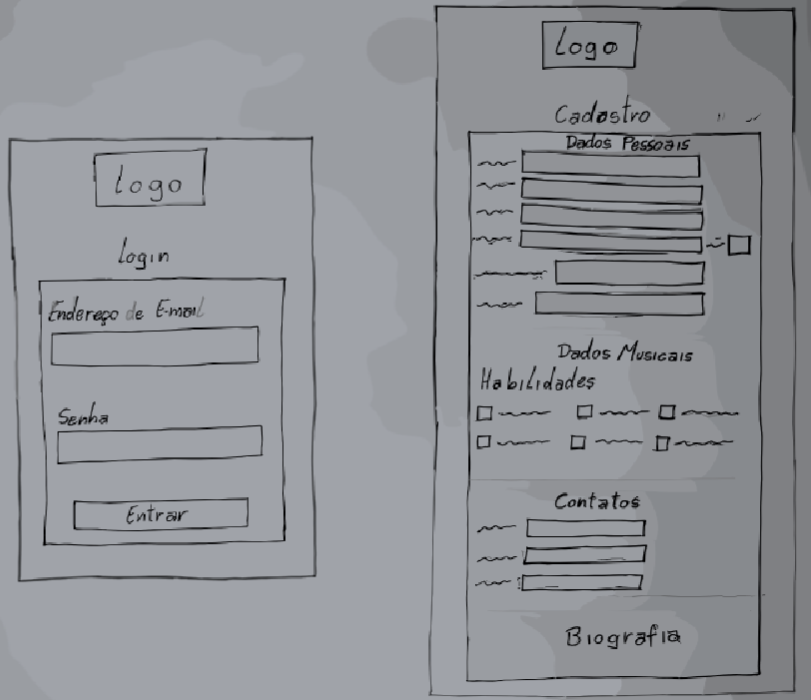 Logo
login
Endereço de E-mail
Senha
Entrar
Logo
Cadastro
Dados Pessoais
Dados Musicais
Habilidades
Contatos
Biografia